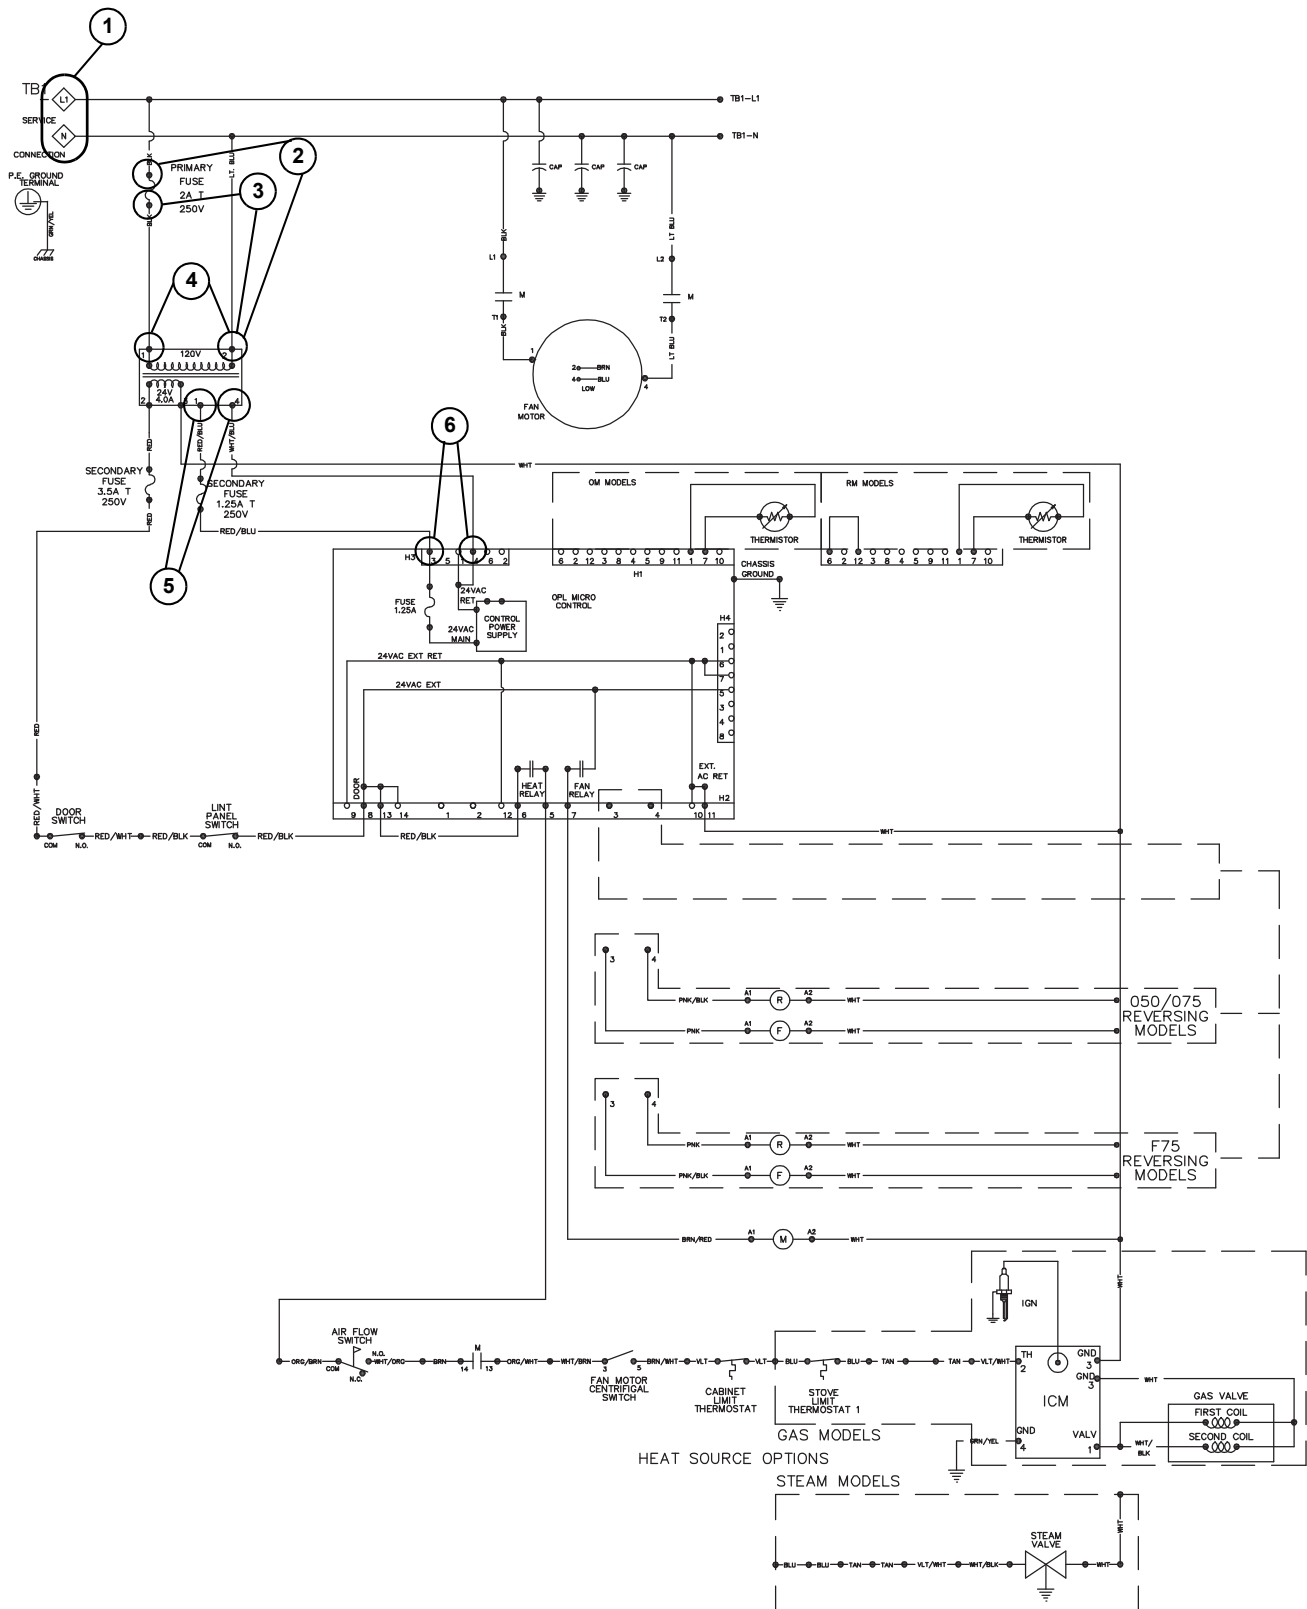 1
TB1
L1
TB1-L1
SERVICE
N
TB1-N
CONNECTION
2
BLK
LT. BLU
PRIMARY
FUSE
2A T
250V
CAP
CAP
CAP
P.E. GROUND
TERMINAL
3
GRN/YEL
BLK
CHASSIS
BLK
LT BLU
L1
L2
4
M
M
T1
T2
BLK
LT BLU
1
120V
2
1
2
BRN
4
BLU
LOW
4
FAN
MOTOR
24V
4.0A
2
3
1
4
6
RED
RED/BLU
WHT/BLU
WHT
SECONDARY
FUSE
3.5A T
250V
SECONDARY
FUSE
1.25A T
250V
RED
RED/BLU
5
OM MODELS
RM MODELS
THERMISTOR
THERMISTOR
H3
3 5 1 4 6 2
6 2 12 3 8 4 5 9 11 1 7 10
6 2 12 3 8 4 5 9 11 1 7 10
H1
CHASSIS
GROUND
24VAC
RET
FUSE
1.25A
OPL MICRO
CONTROL
CONTROL
POWER
SUPPLY
24VAC
MAIN
H4
2
1
6
7
5
3
4
8
24VAC EXT RET
24VAC EXT
RED
RED/WHT
DOOR
HEAT
RELAY
FAN
RELAY
EXT.
AC RET
H2
9 8 13 14 1 2 12 6 5 7 3 4 10 11
DOOR
SWITCH
LINT
PANEL
SWITCH
COM
N.O.
RED/WHT
RED/BLK
COM
N.O.
RED/BLK
RED/BLK
WHT
3
4
PNK/BLK
A1
R
A2
WHT
PNK
A1
F
A2
WHT
050/075
REVERSING
MODELS
3
4
PNK
A1
R
A2
WHT
PNK/BLK
A1
F
A2
WHT
F75
REVERSING
MODELS
BRN/RED
A1
M
A2
WHT
WHT
IGN
AIR FLOW
SWITCH
ORG/BRN
COM
N.O.
N.C.
WHT/ORG
BRN
14
M
13
ORG/WHT
WHT/BRN
3
5
FAN MOTOR
CENTRIFIGAL
SWITCH
BRN/WHT
VLT
CABINET
LIMIT
THERMOSTAT
VLT
BLU
STOVE
LIMIT
THERMOSTAT 1
BLU
TAN
TAN
VLT/WHT
TH
2
GND
3
GND
3
ICM
GND
4
GRN/YEL
VALV
1
WHT
WHT/
BLK
GAS VALVE
FIRST COIL
SECOND COIL
GAS MODELS
HEAT SOURCE OPTIONS
STEAM MODELS
BLU
BLU
TAN
TAN
VLT/WHT
WHT/BLK
STEAM
VALVE
WHT
WHT